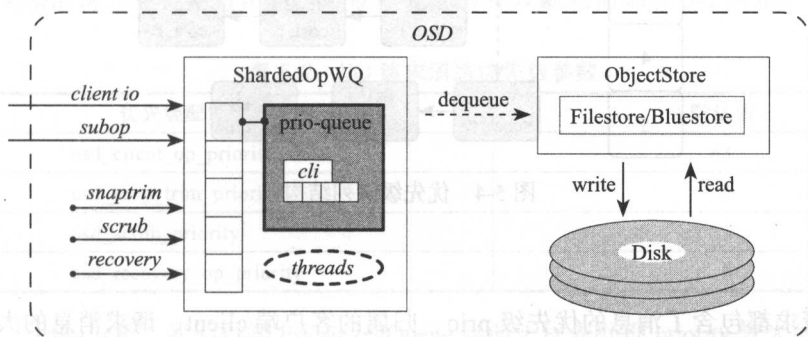 OSD
ShardedOpWQ
ObjectStore
client io
subop
prio-queue
dequeue
Filestore/Bluestore
cli
snaptrim
scrub
recovery
threads
write
read
Disk